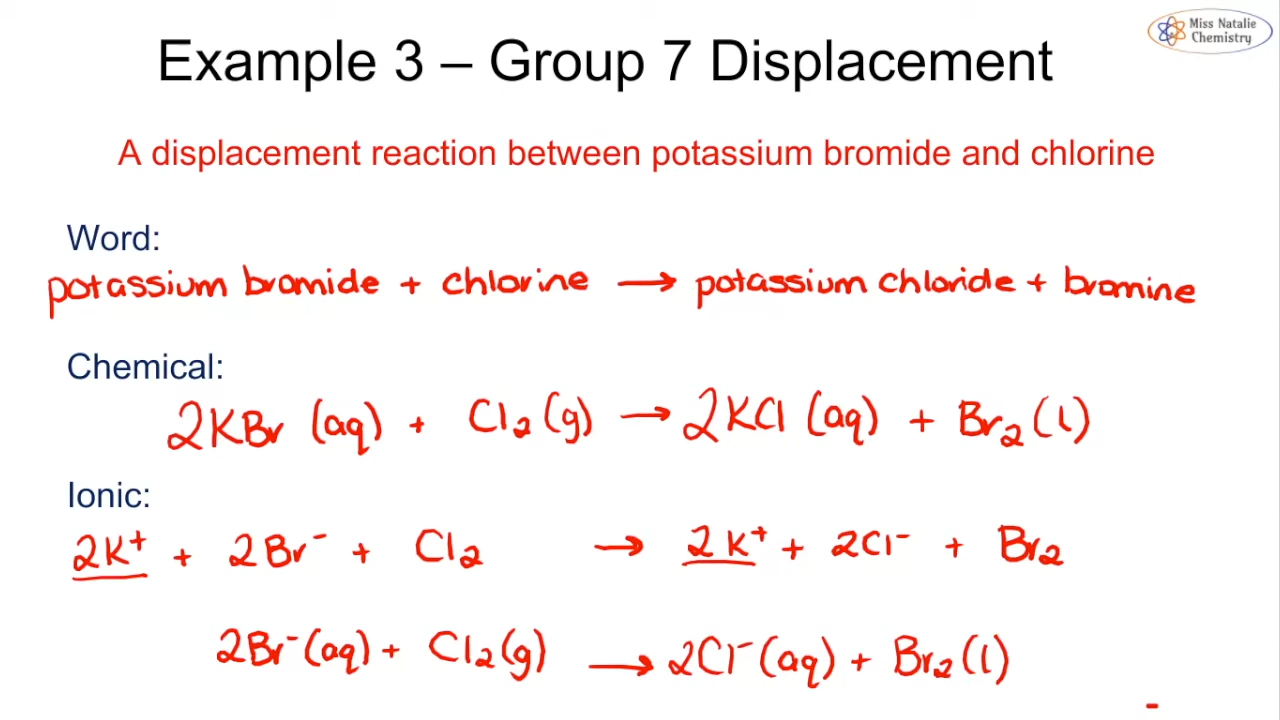 Miss Natalie
Chemistry
Example 3 – Group 7 Displacement
A displacement reaction between potassium bromide and chlorine
Word:
potassium bromide + chlorine → potassium chloride + bromine
Chemical:
2KBr (aq) + Cl₂ (g) → 2KCl (aq) + Br₂ (l)
Ionic:
2K⁺ + 2Br⁻ + Cl₂ → 2K⁺ + 2Cl⁻ + Br₂
2Br⁻ (aq) + Cl₂ (g) → 2Cl⁻ (aq) + Br₂ (l)